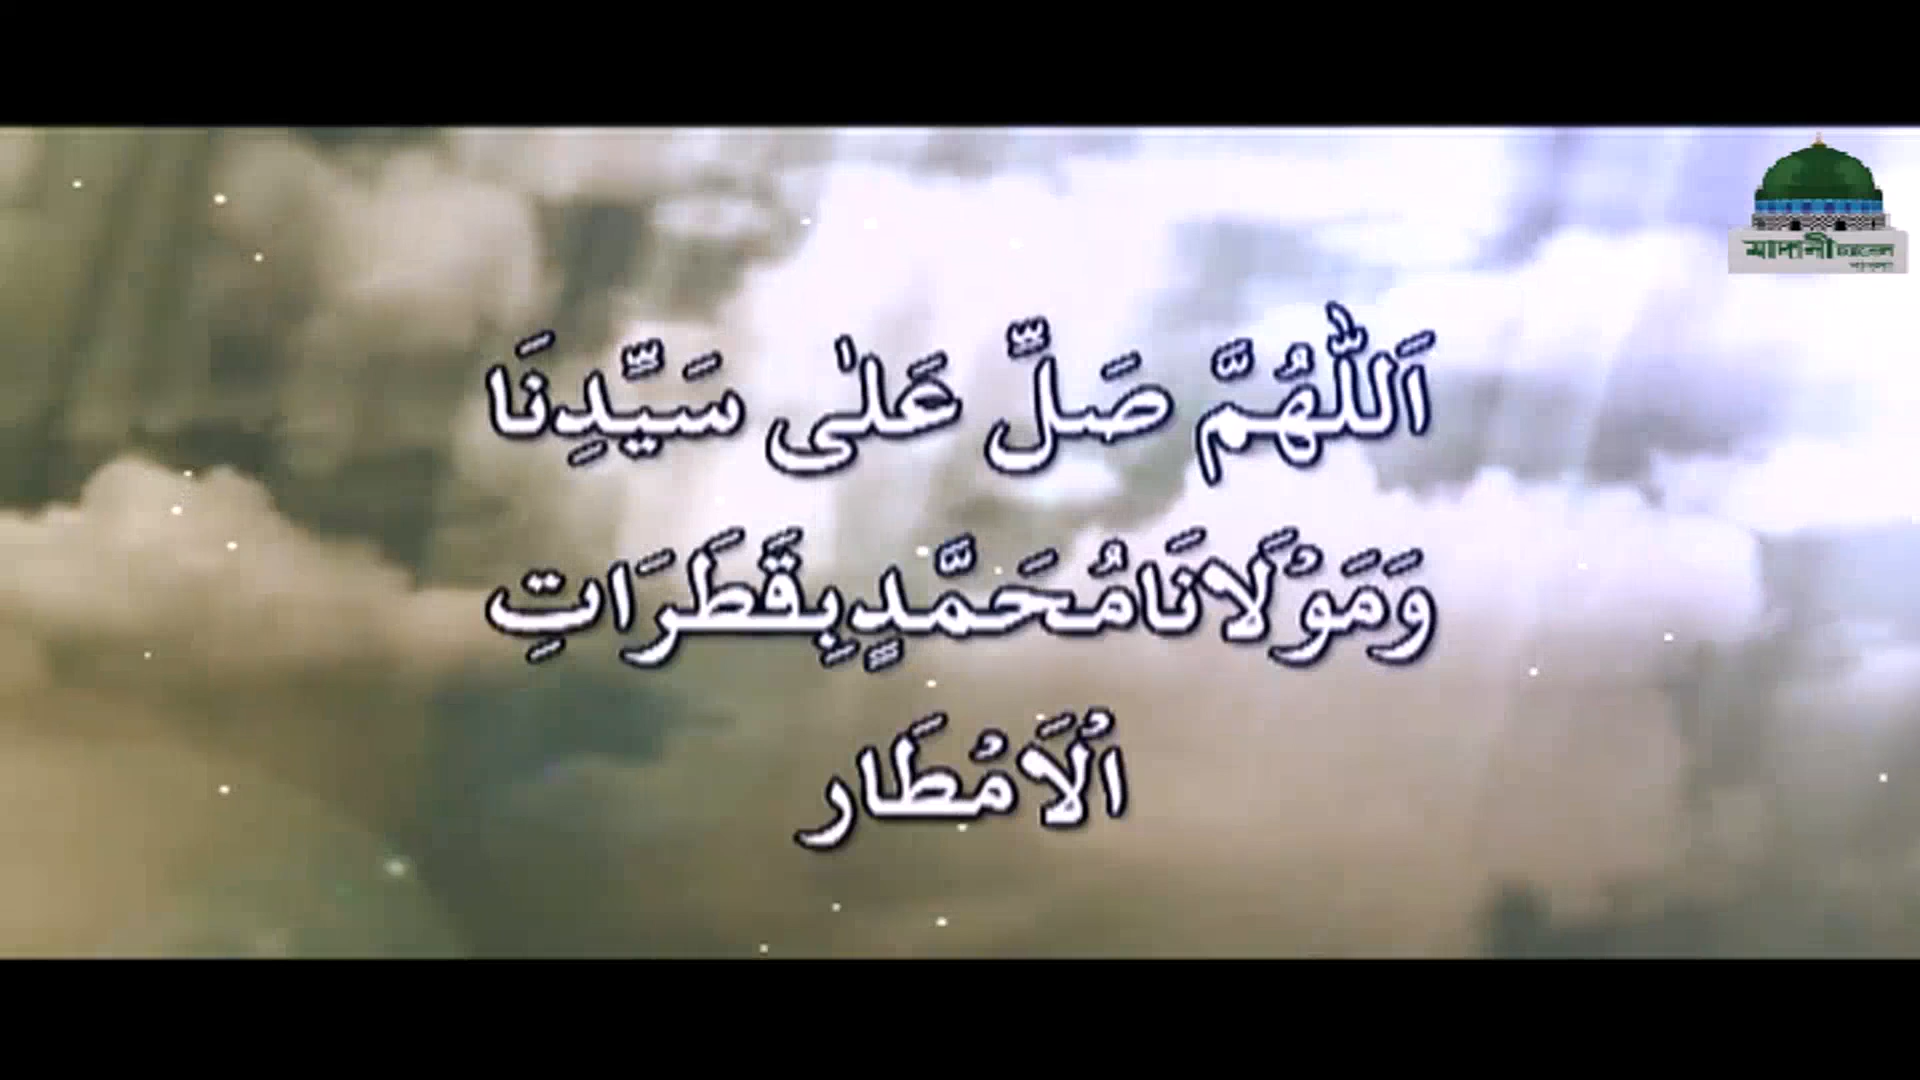 মাদানী চ্যানেল
বাংলা
اَللّٰهُمَّ صَلِّ عَلٰى سَيِّدِنَا
وَمَوْلَانَا مُحَمَّدٍ بِقَطَرَاتِ
الْاَمْطَار